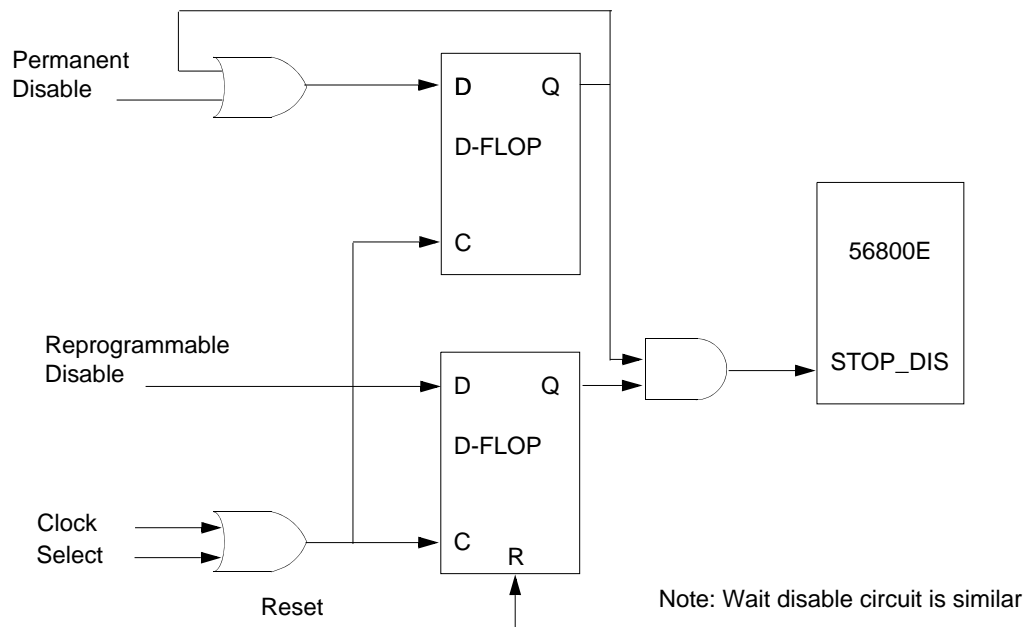 Permanent
Disable
D
Q
D-FLOP
C
56800E
STOP_DIS
Reprogrammable
Disable
D
Q
D-FLOP
C
R
Clock
Select
Reset
Note: Wait disable circuit is similar